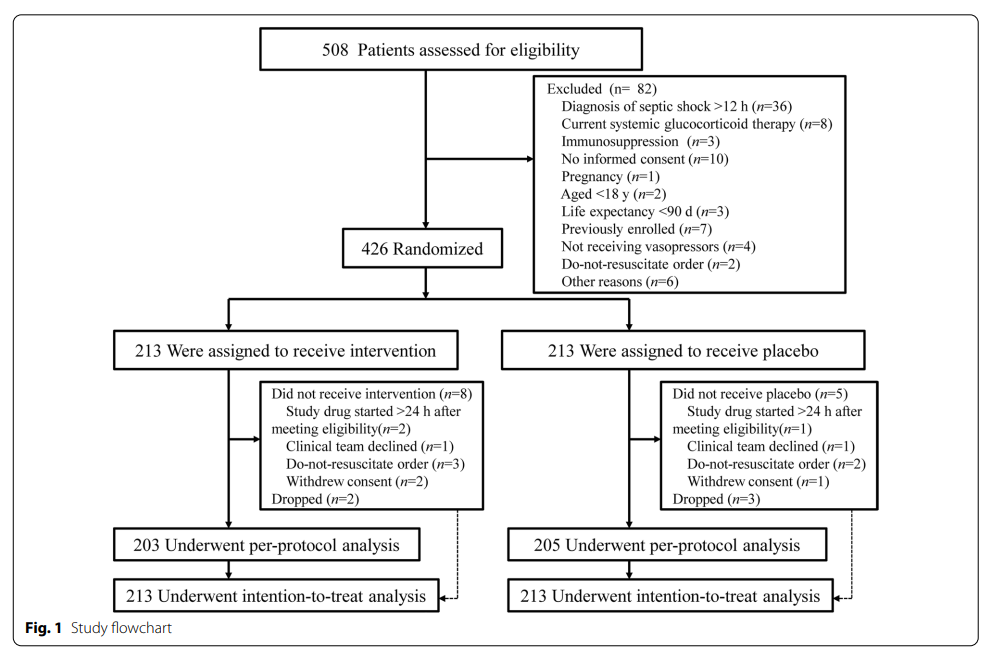 508 Patients assessed for eligibility
Excluded (n= 82)
Diagnosis of septic shock >12 h (n=36)
Current systemic glucocorticoid therapy (n=8)
Immunosuppression (n=3)
No informed consent (n=10)
Pregnancy (n=1)
Aged <18 y (n=2)
Life expectancy <90 d (n=3)
Previously enrolled (n=7)
Not receiving vasopressors (n=4)
Do-not-resuscitate order (n=2)
Other reasons (n=6)
426 Randomized
213 Were assigned to receive intervention
213 Were assigned to receive placebo
Did not receive intervention (n=8)
Study drug started >24 h after
meeting eligibility(n=2)
Clinical team declined (n=1)
Do-not-resuscitate order (n=3)
Withdrew consent (n=2)
Dropped (n=2)
Did not receive placebo (n=5)
Study drug started >24 h after
meeting eligibility(n=1)
Clinical team declined (n=1)
Do-not-resuscitate order (n=2)
Withdrew consent (n=1)
Dropped (n=3)
203 Underwent per-protocol analysis
205 Underwent per-protocol analysis
213 Underwent intention-to-treat analysis
213 Underwent intention-to-treat analysis
Fig. 1 Study flowchart